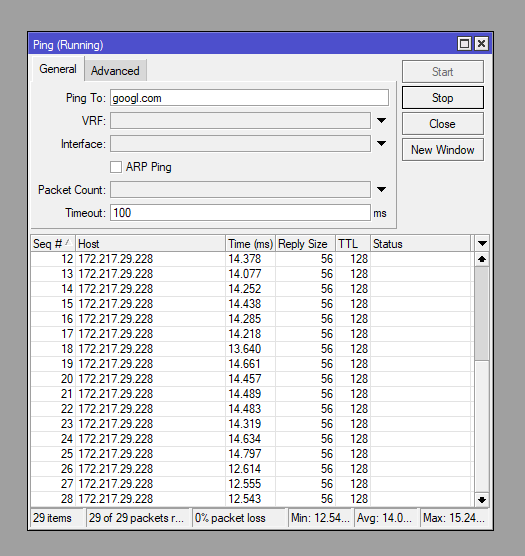 Ping (Running)
General Advanced
Start
Ping To: googl.com
Stop
VRF:
Close
Interface:
New Window
ARP Ping
Packet Count:
Timeout: 100 ms
Seq # Host Time (ms) Reply Size TTL Status
12 172.217.29.228 14.378 56 128
13 172.217.29.228 14.077 56 128
14 172.217.29.228 14.252 56 128
15 172.217.29.228 14.438 56 128
16 172.217.29.228 14.285 56 128
17 172.217.29.228 14.218 56 128
18 172.217.29.228 13.640 56 128
19 172.217.29.228 14.661 56 128
20 172.217.29.228 14.457 56 128
21 172.217.29.228 14.489 56 128
22 172.217.29.228 14.483 56 128
23 172.217.29.228 14.319 56 128
24 172.217.29.228 14.634 56 128
25 172.217.29.228 14.797 56 128
26 172.217.29.228 12.614 56 128
27 172.217.29.228 12.555 56 128
28 172.217.29.228 12.543 56 128
29 items 29 of 29 packets r... 0% packet loss Min: 12.54... Avg: 14.0... Max: 15.24...